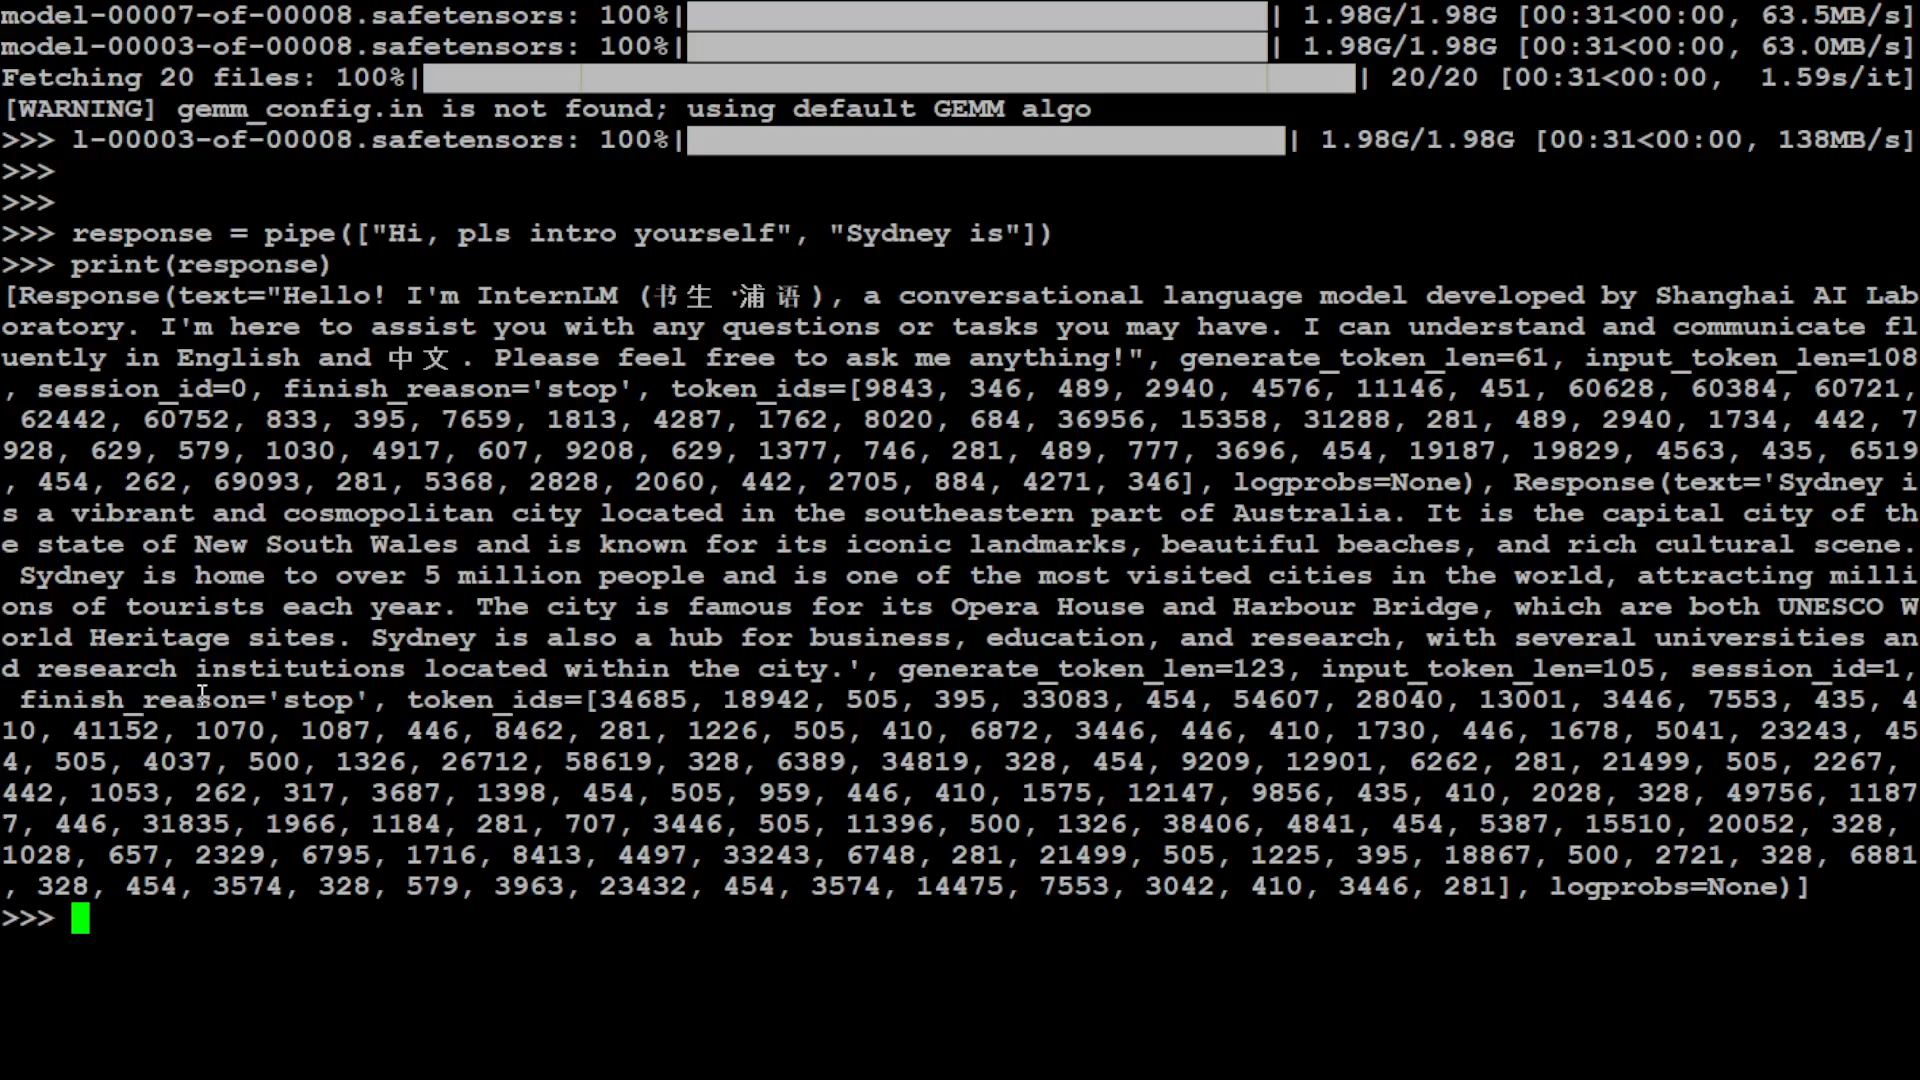 model-00007-of-00008.safetensors: 100%| | 1.98G/1.98G [00:31<00:00, 63.5MB/s]
model-00003-of-00008.safetensors: 100%| | 1.98G/1.98G [00:31<00:00, 63.0MB/s]
Fetching 20 files: 100%| | 20/20 [00:31<00:00,  1.59s/it]
[WARNING] gemm_config.in is not found; using default GEMM algo
>>> l-00003-of-00008.safetensors: 100%| | 1.98G/1.98G [00:31<00:00, 138MB/s]
>>>
>>>
>>> response = pipe(["Hi, pls intro yourself", "Sydney is"])
>>> print(response)
[Response(text="Hello! I'm InternLM (书生·浦语), a conversational language model developed by Shanghai AI Lab
oratory. I'm here to assist you with any questions or tasks you may have. I can understand and communicate fl
uently in English and 中文. Please feel free to ask me anything!", generate_token_len=61, input_token_len=108
, session_id=0, finish_reason='stop', token_ids=[9843, 346, 489, 2940, 4576, 11146, 451, 60628, 60384, 60721,
 62442, 60752, 833, 395, 7659, 1813, 4287, 1762, 8020, 684, 36956, 15358, 31288, 281, 489, 2940, 1734, 442, 7
928, 629, 579, 1030, 4917, 607, 9208, 629, 1377, 746, 281, 489, 777, 3696, 454, 19187, 19829, 4563, 435, 6519
, 454, 262, 69093, 281, 5368, 2828, 2060, 442, 2705, 884, 4271, 346], logprobs=None), Response(text='Sydney i
s a vibrant and cosmopolitan city located in the southeastern part of Australia. It is the capital city of th
e state of New South Wales and is known for its iconic landmarks, beautiful beaches, and rich cultural scene.
 Sydney is home to over 5 million people and is one of the most visited cities in the world, attracting milli
ons of tourists each year. The city is famous for its Opera House and Harbour Bridge, which are both UNESCO W
orld Heritage sites. Sydney is also a hub for business, education, and research, with several universities an
d research institutions located within the city.', generate_token_len=123, input_token_len=105, session_id=1,
 finish_reason='stop', token_ids=[34685, 18942, 505, 395, 33083, 454, 54607, 28040, 13001, 3446, 7553, 435, 4
10, 41152, 1070, 1087, 446, 8462, 281, 1226, 505, 410, 6872, 3446, 446, 410, 1730, 446, 1678, 5041, 23243, 45
4, 505, 4037, 500, 1326, 26712, 58619, 328, 6389, 34819, 328, 454, 9209, 12901, 6262, 281, 21499, 505, 2267,
442, 1053, 262, 317, 3687, 1398, 454, 505, 959, 446, 410, 1575, 12147, 9856, 435, 410, 2028, 328, 49756, 1187
7, 446, 31835, 1966, 1184, 281, 707, 3446, 505, 11396, 500, 1326, 38406, 4841, 454, 5387, 15510, 20052, 328,
1028, 657, 2329, 6795, 1716, 8413, 4497, 33243, 6748, 281, 21499, 505, 1225, 395, 18867, 500, 2721, 328, 6881
, 328, 454, 3574, 328, 579, 3963, 23432, 454, 3574, 14475, 7553, 3042, 410, 3446, 281], logprobs=None)]
>>>